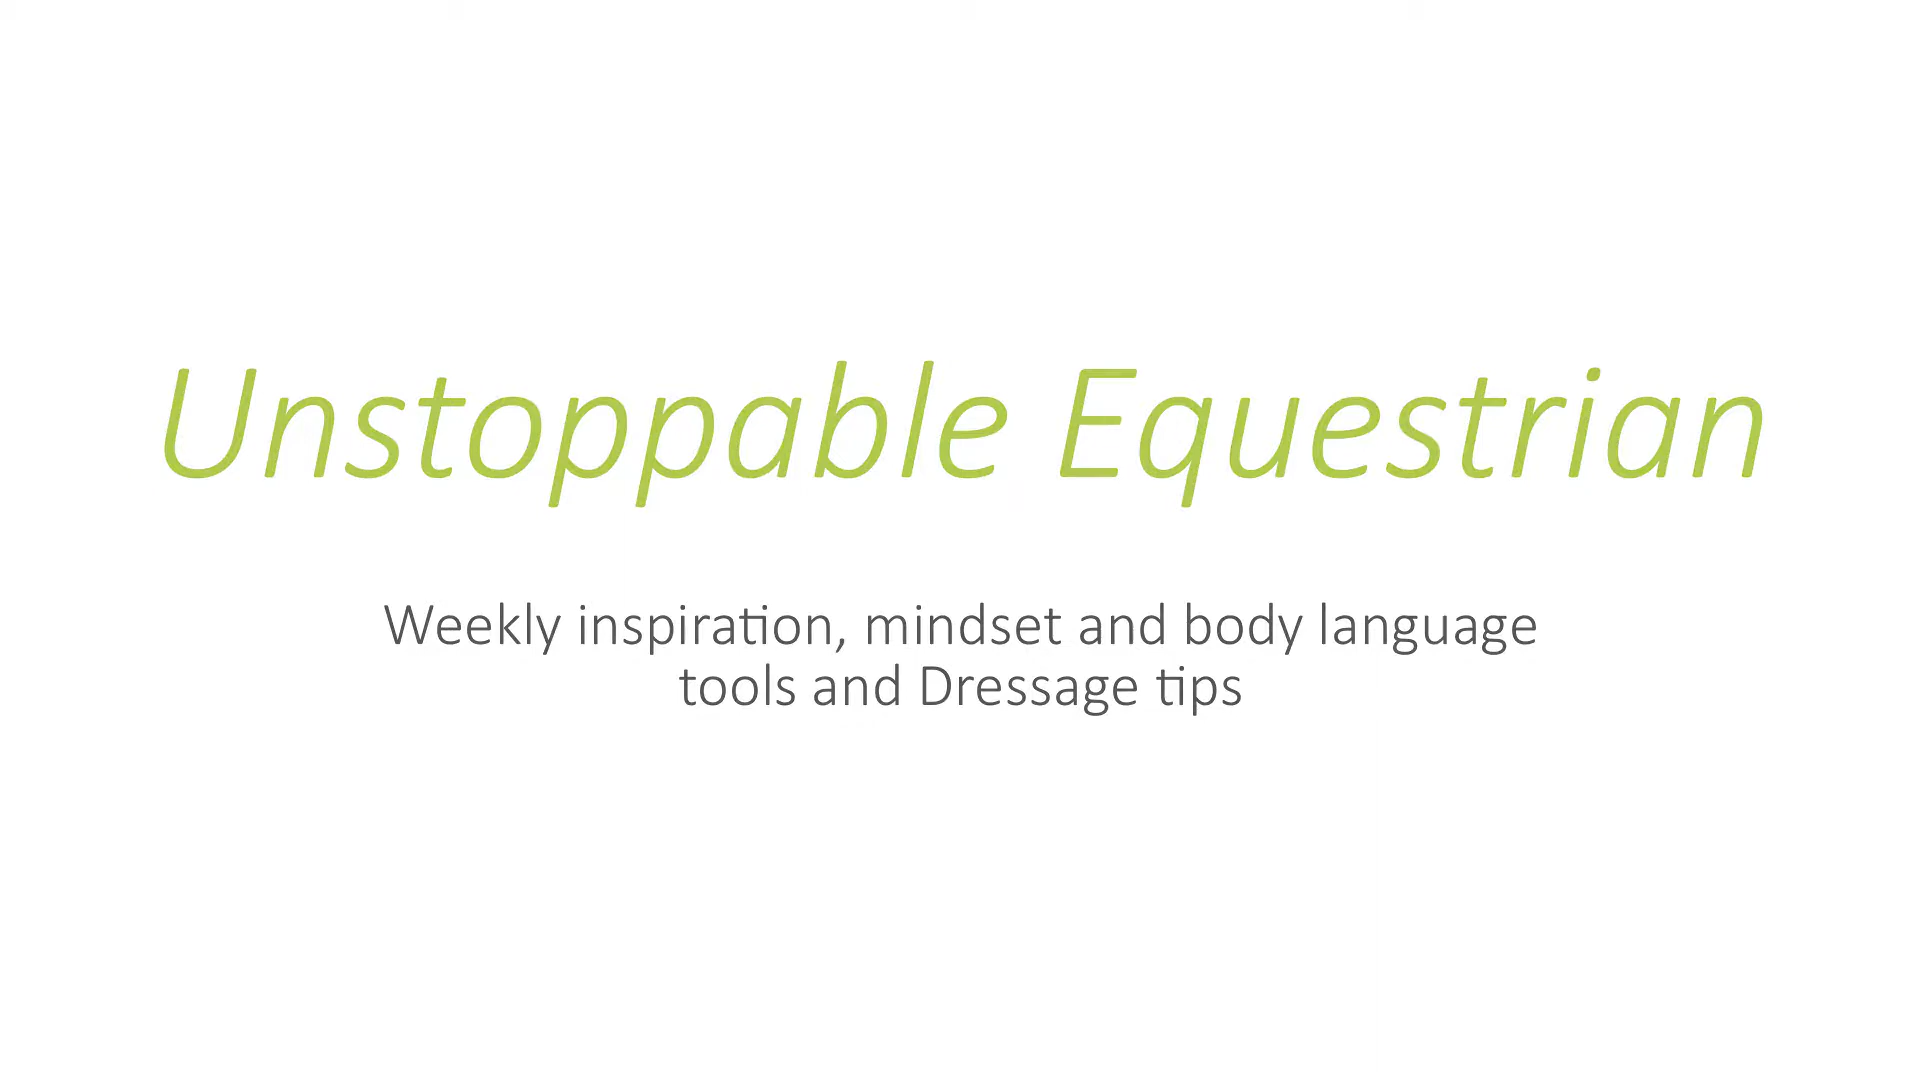 Unstoppable Equestrian
Weekly inspiration, mindset and body language
tools and Dressage tips